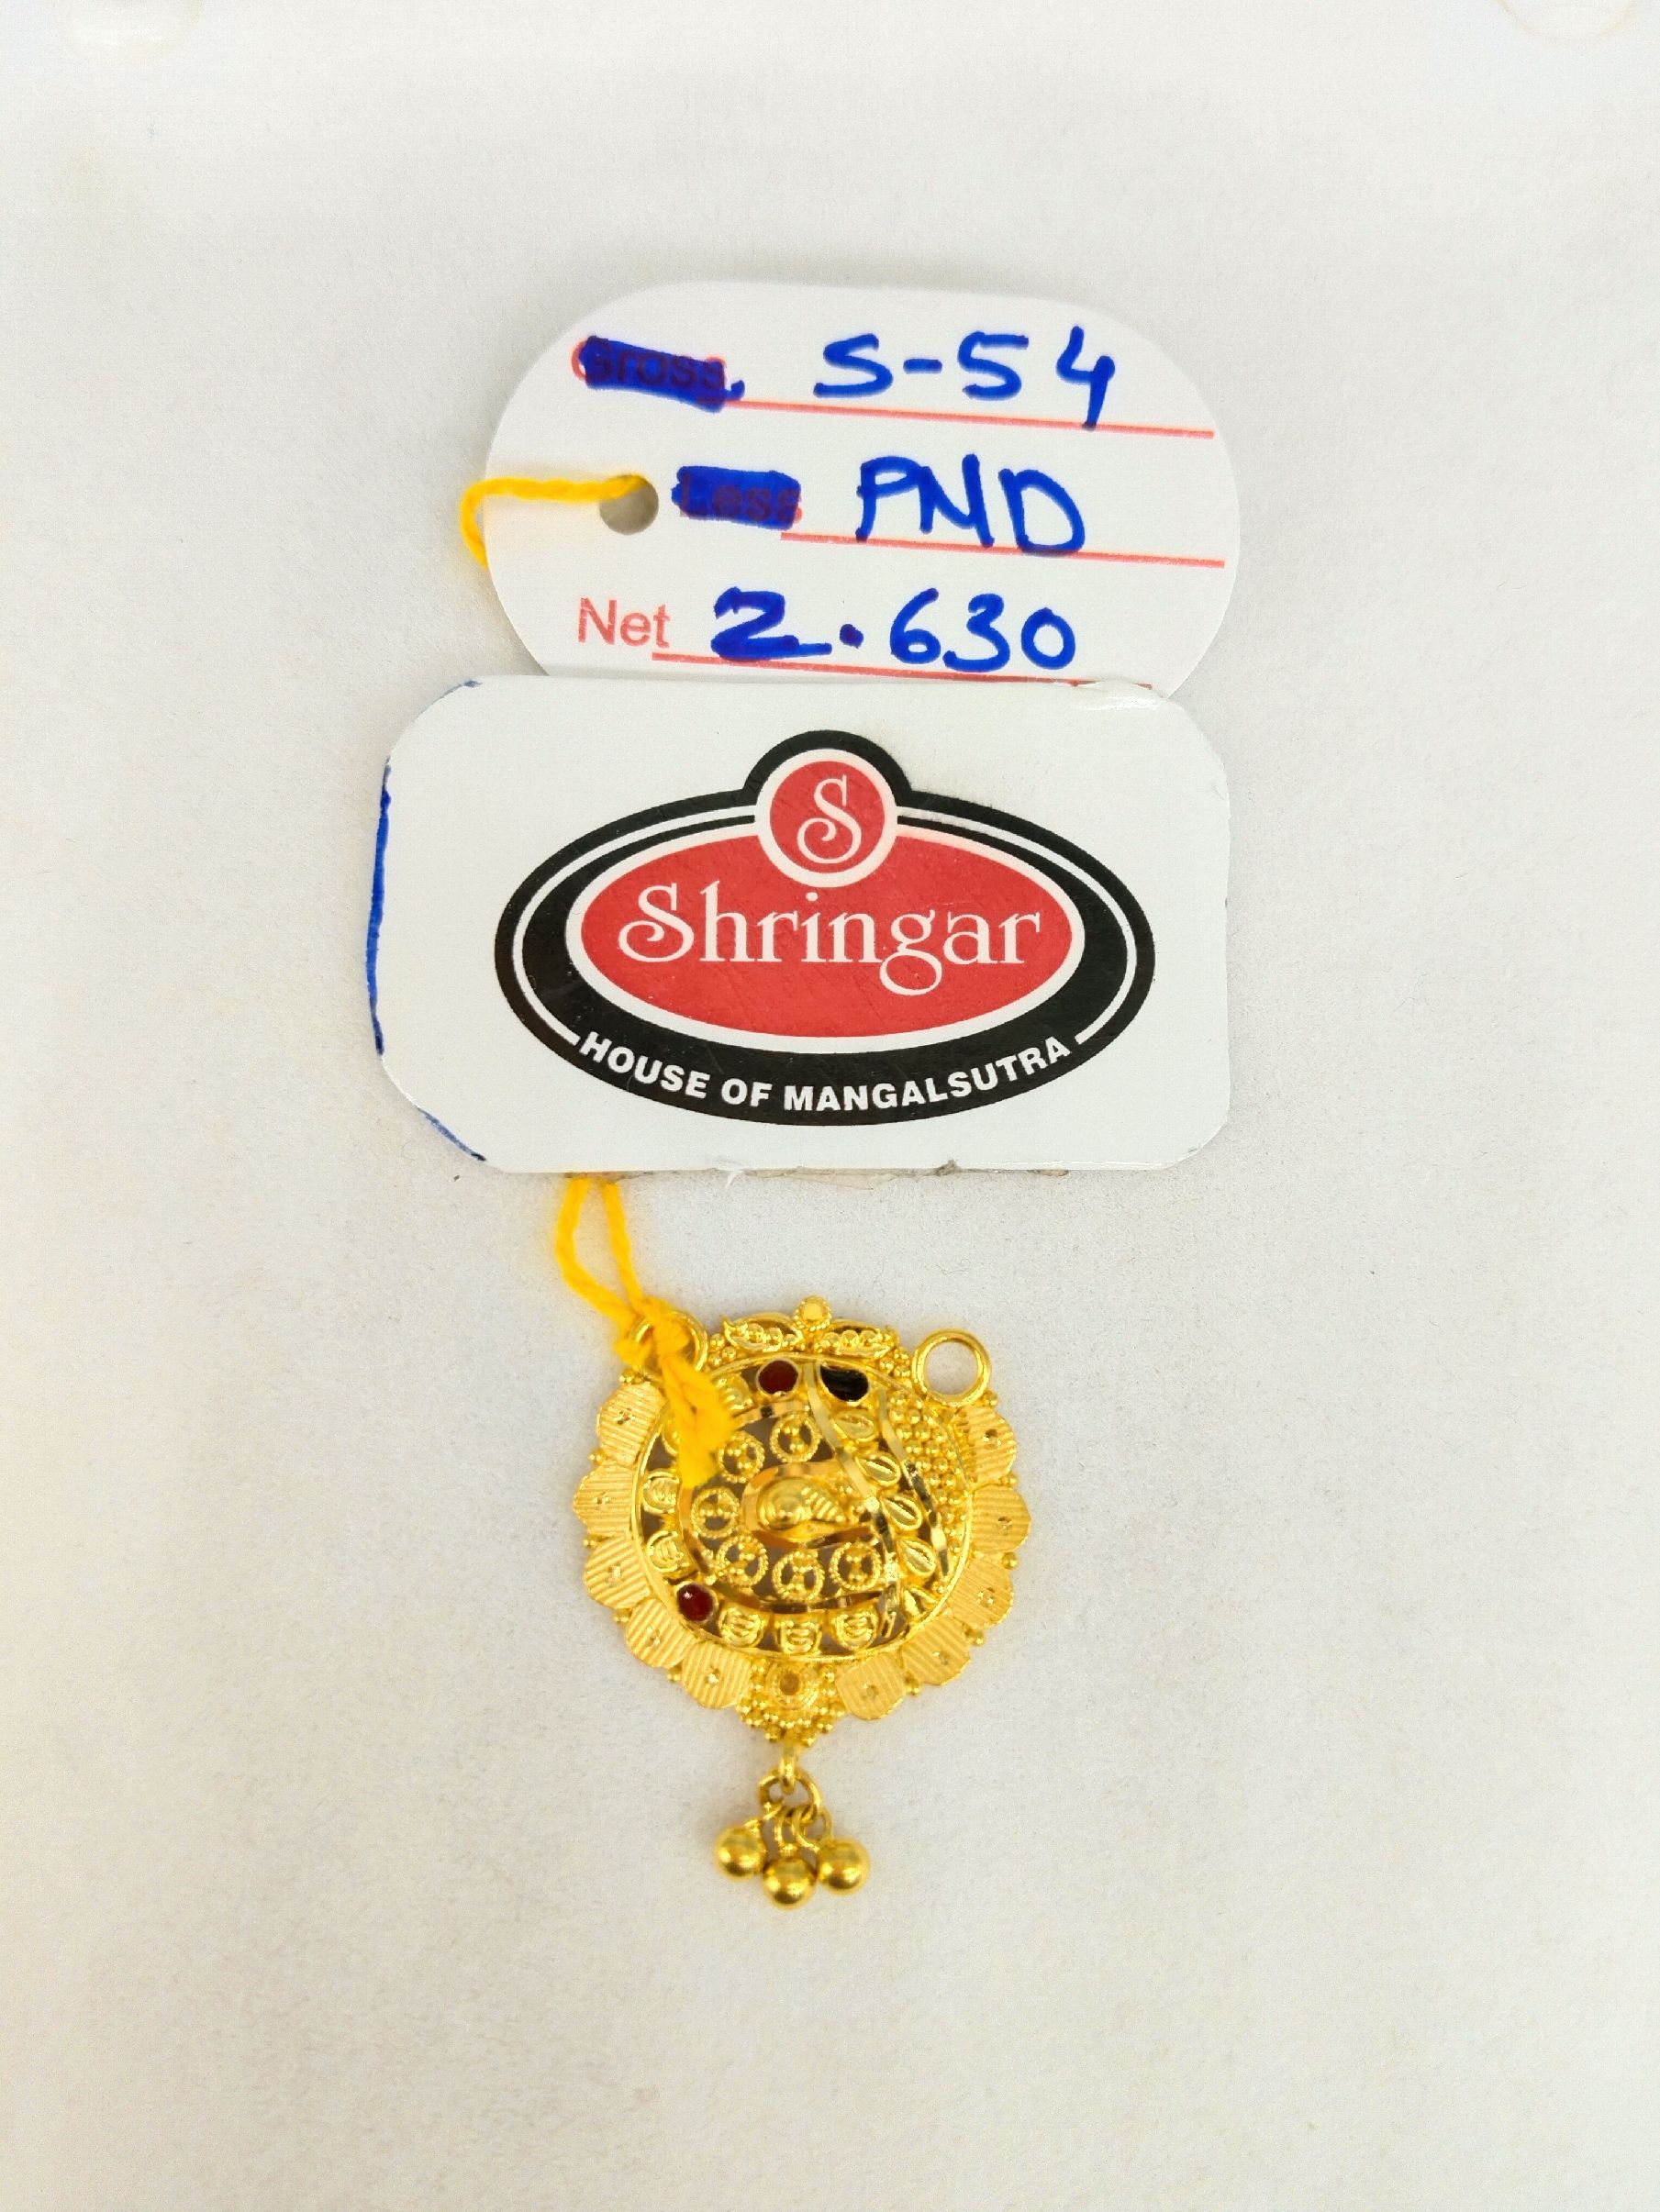 Gross S-54
Less PND
Net 2.630
S
Shringar
HOUSE OF MANGALSUTRA